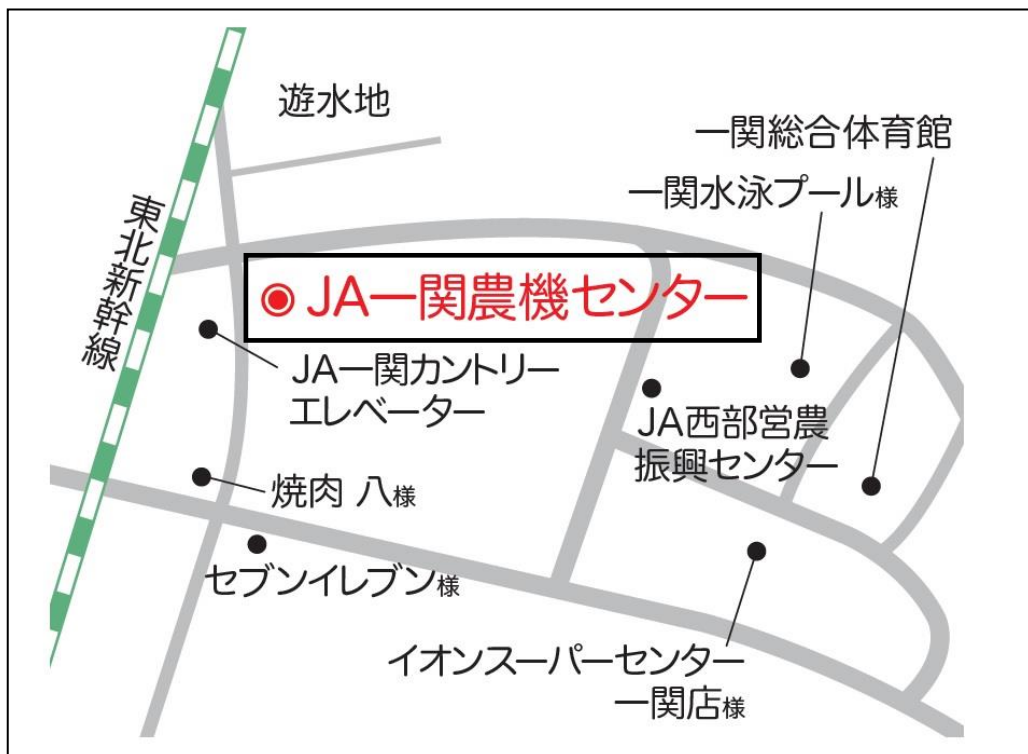 遊水地
一関総合体育館
一関水泳プール様
東北新幹線
◉JA一関農機センター
JA一関カントリー
エレベーター
JA西部営農
振興センター
焼肉 八様
セブンイレブン様
イオンスーパーセンター
一関店様